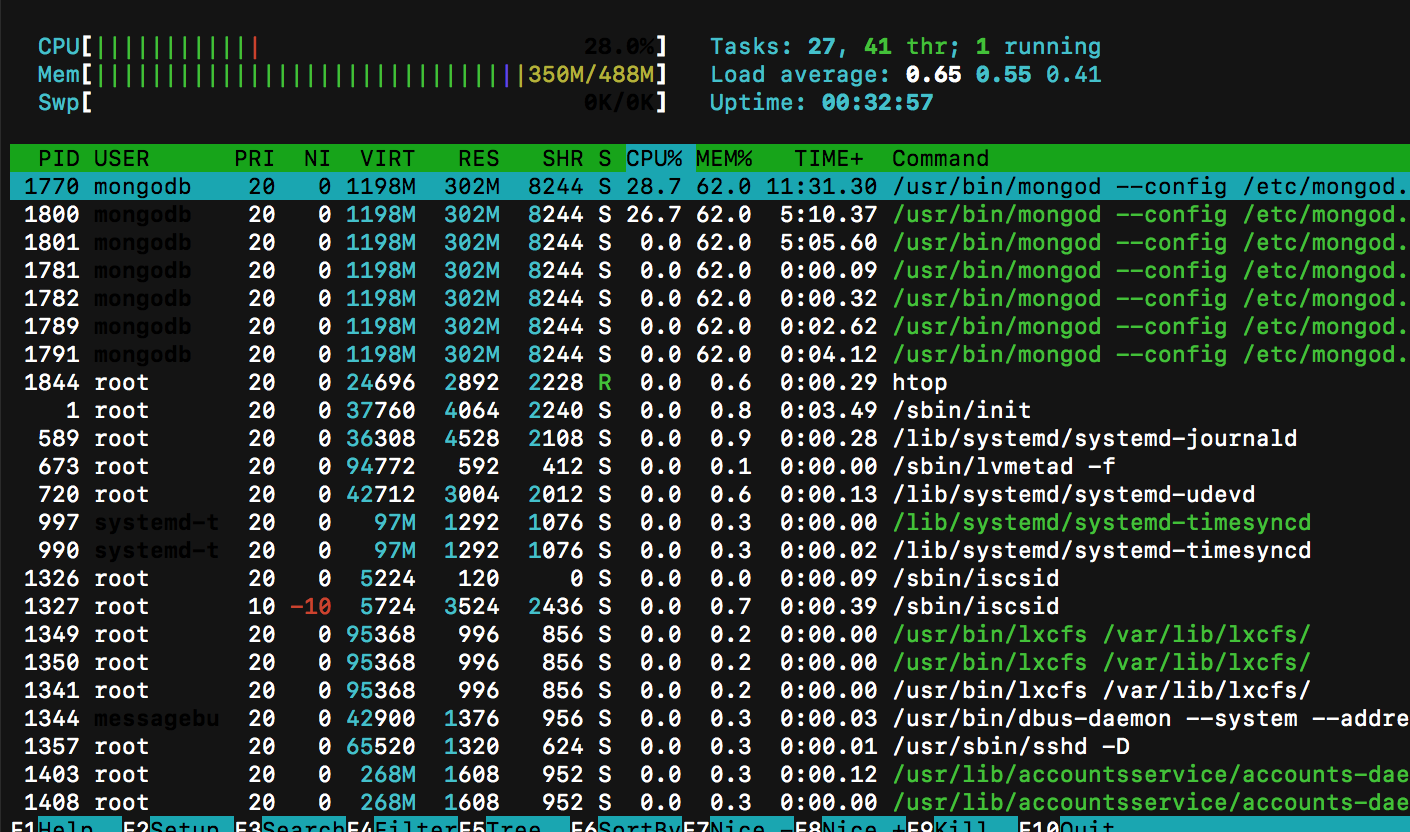 CPU[||||||||||||                       28.0%]   Tasks: 27, 41 thr; 1 running
Mem[|||||||||||||||||||||||||||||||350M/488M]   Load average: 0.65 0.55 0.41
Swp[                                   0K/0K]   Uptime: 00:32:57
PID USER      PRI  NI  VIRT   RES   SHR S CPU% MEM%   TIME+  Command
1770 mongodb    20   0 1198M  302M  8244 S 28.7 62.0 11:31.30 /usr/bin/mongod --config /etc/mongod.
1800 mongodb    20   0 1198M  302M  8244 S 26.7 62.0  5:10.37 /usr/bin/mongod --config /etc/mongod.
1801 mongodb    20   0 1198M  302M  8244 S  0.0 62.0  5:05.60 /usr/bin/mongod --config /etc/mongod.
1781 mongodb    20   0 1198M  302M  8244 S  0.0 62.0  0:00.09 /usr/bin/mongod --config /etc/mongod.
1782 mongodb    20   0 1198M  302M  8244 S  0.0 62.0  0:00.32 /usr/bin/mongod --config /etc/mongod.
1789 mongodb    20   0 1198M  302M  8244 S  0.0 62.0  0:02.62 /usr/bin/mongod --config /etc/mongod.
1791 mongodb    20   0 1198M  302M  8244 S  0.0 62.0  0:04.12 /usr/bin/mongod --config /etc/mongod.
1844 root       20   0 24696  2892  2228 R  0.0  0.6  0:00.29 htop
1 root       20   0 37760  4064  2240 S  0.0  0.8  0:03.49 /sbin/init
589 root       20   0 36308  4528  2108 S  0.0  0.9  0:00.28 /lib/systemd/systemd-journald
673 root       20   0 94772   592   412 S  0.0  0.1  0:00.00 /sbin/lvmetad -f
720 root       20   0 42712  3004  2012 S  0.0  0.6  0:00.13 /lib/systemd/systemd-udevd
997 systemd-t  20   0   97M  1292  1076 S  0.0  0.3  0:00.00 /lib/systemd/systemd-timesyncd
990 systemd-t  20   0   97M  1292  1076 S  0.0  0.3  0:00.02 /lib/systemd/systemd-timesyncd
1326 root       20   0  5224   120     0 S  0.0  0.0  0:00.09 /sbin/iscsid
1327 root       10 -10  5724  3524  2436 S  0.0  0.7  0:00.39 /sbin/iscsid
1349 root       20   0 95368   996   856 S  0.0  0.2  0:00.00 /usr/bin/lxcfs /var/lib/lxcfs/
1350 root       20   0 95368   996   856 S  0.0  0.2  0:00.00 /usr/bin/lxcfs /var/lib/lxcfs/
1341 root       20   0 95368   996   856 S  0.0  0.2  0:00.00 /usr/bin/lxcfs /var/lib/lxcfs/
1344 messagebu  20   0 42900  1376   956 S  0.0  0.3  0:00.03 /usr/bin/dbus-daemon --system --addre
1357 root       20   0 65520  1320   624 S  0.0  0.3  0:00.01 /usr/sbin/sshd -D
1403 root       20   0  268M  1608   952 S  0.0  0.3  0:00.12 /usr/lib/accountsservice/accounts-dae
1408 root       20   0  268M  1608   952 S  0.0  0.3  0:00.00 /usr/lib/accountsservice/accounts-dae
F1Help  F2Setup F3SearchF4FilterF5Tree  F6SortByF7Nice -F8Nice +F9Kill  F10Quit